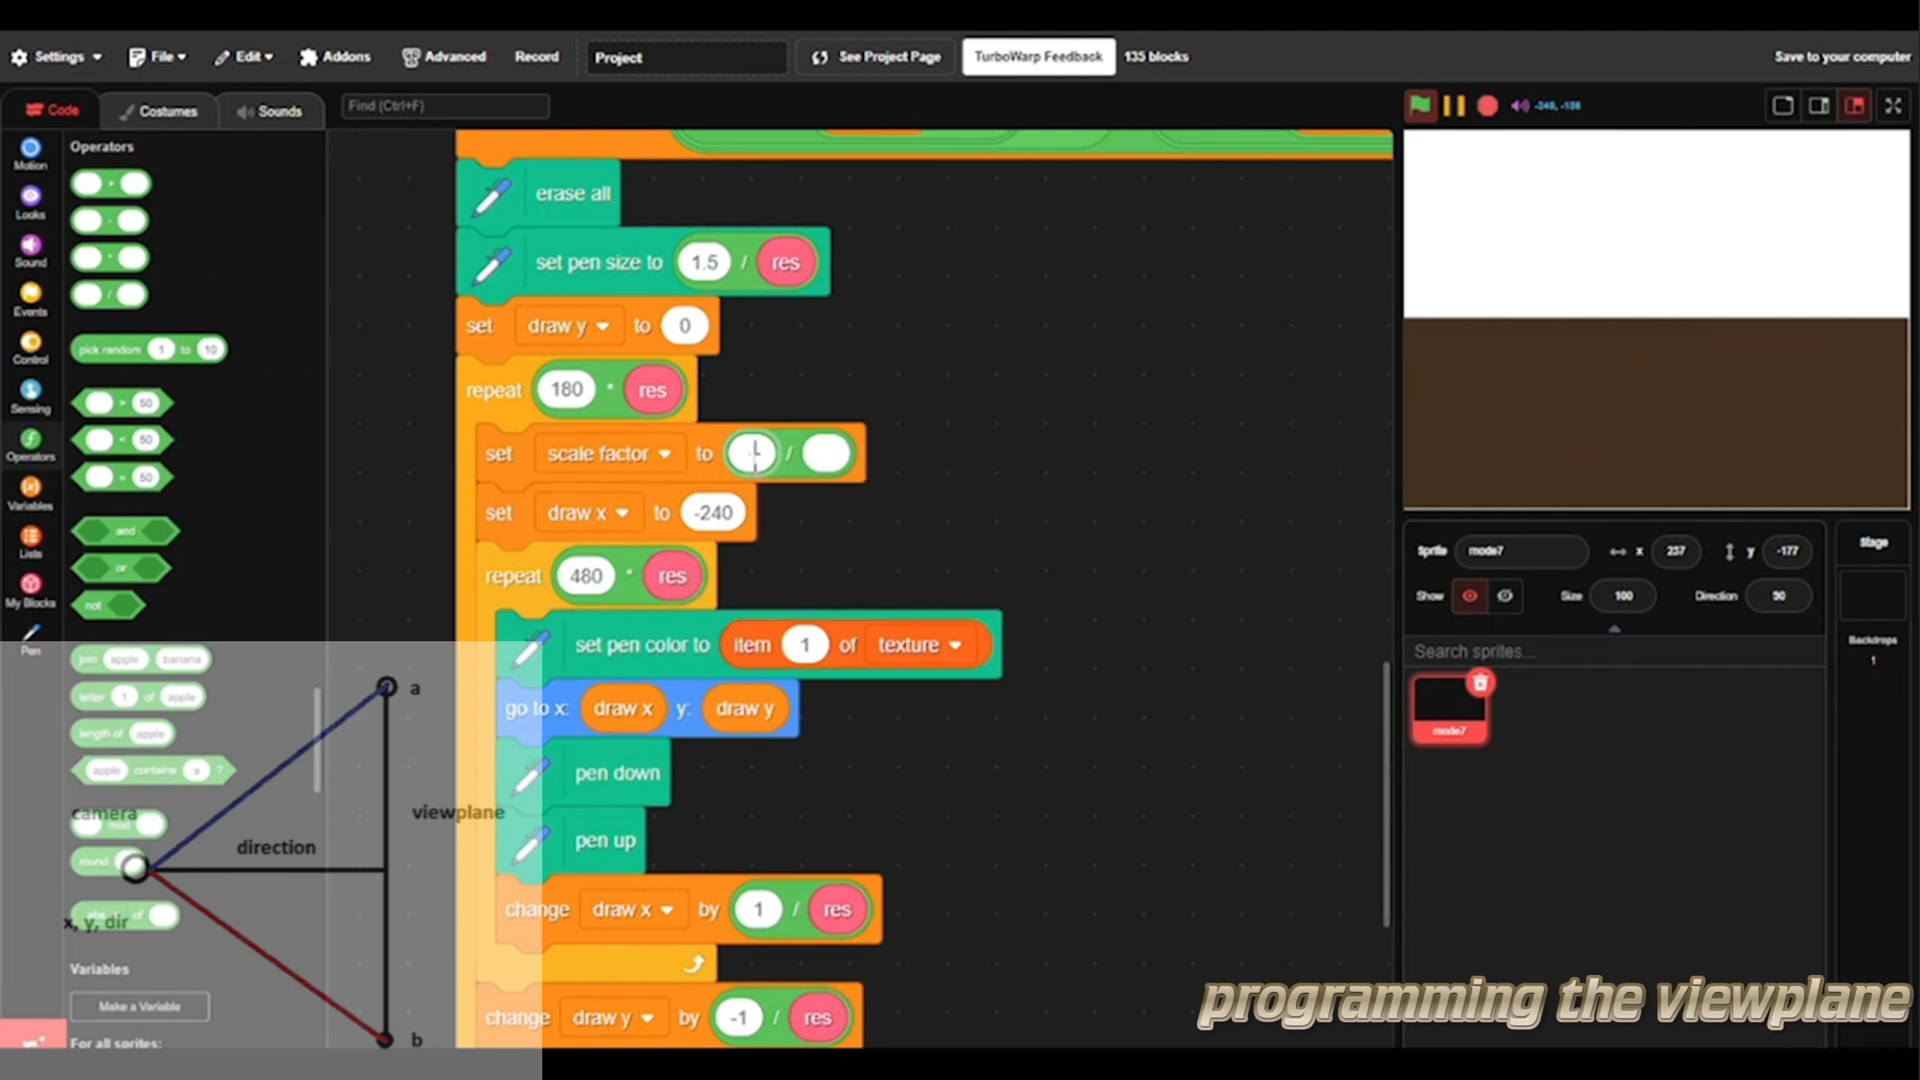 Settings File Edit Addons Advanced Record Project See Project Page TurboWarp Feedback 135 blocks Save to your computer
Code Costumes Sounds Find (Ctrl+F)
Motion
Looks
Sound
Events
Control
Sensing
Operators
Variables
Lists
My Blocks
Pen
Operators
pick random 1 to 10
> 50
< 50
= 50
and
or
not
join apple banana
letter 1 of apple
length of apple
apple contains a ?
mod
round
of
Variables
Make a Variable
For all sprites:
camera
direction
viewplane
x, y, dir
a
b
erase all
set pen size to 1.5 / res
set draw y to 0
repeat 180 * res
set scale factor to /
set draw x to -240
repeat 480 * res
set pen color to item 1 of texture
go to x: draw x y: draw y
pen down
pen up
change draw x by 1 / res
change draw y by -1 / res
Sprite mode7 x 237 y -177
Show Size 100 Direction 90
Search sprites...
mode7
Stage
Backdrops
1
programming the viewplane